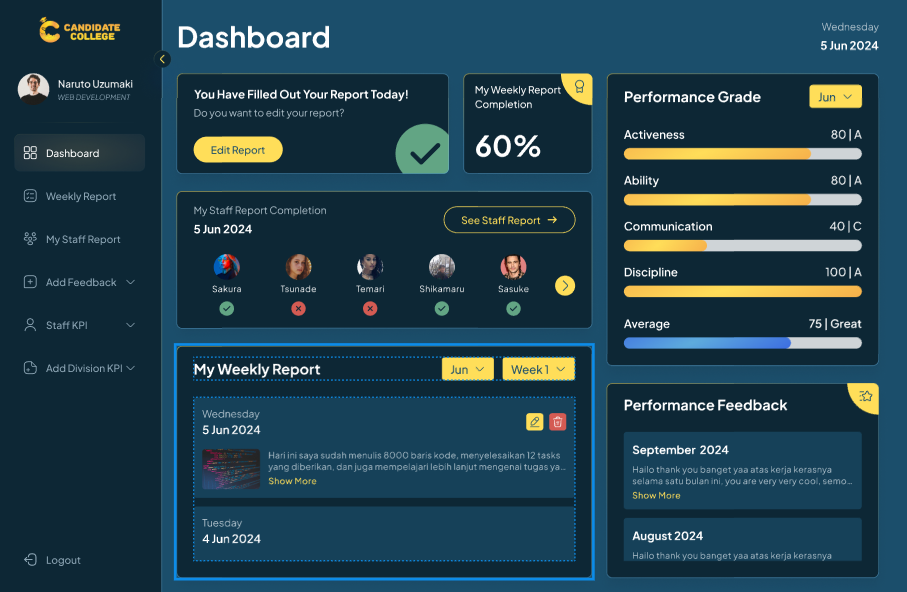 CANDIDATE
COLLEGE
Naruto Uzumaki
WEB DEVELOPMENT
Dashboard
Weekly Report
My Staff Report
Add Feedback
Staff KPI
Add Division KPI
Logout
Dashboard
Wednesday
5 Jun 2024
You Have Filled Out Your Report Today!
Do you want to edit your report?
Edit Report
My Weekly Report
Completion
60%
My Staff Report Completion
5 Jun 2024
See Staff Report
Sakura
Tsunade
Temari
Shikamaru
Sasuke
My Weekly Report
Jun
Week 1
Wednesday
5 Jun 2024
Hari ini saya sudah menulis 8000 baris kode, menyelesaikan 12 tasks
yang diberikan, dan juga mempelajari lebih lanjut mengenai tugas ya...
Show More
Tuesday
4 Jun 2024
Performance Grade
Jun
Activeness 80 | A
Ability 80 | A
Communication 40 | C
Discipline 100 | A
Average 75 | Great
Performance Feedback
September 2024
Hailo thank you banget yaa atas kerja kerasnya
selama satu bulan ini, you are very very cool, semo...
Show More
August 2024
Hailo thank you banget yaa atas kerja kerasnya